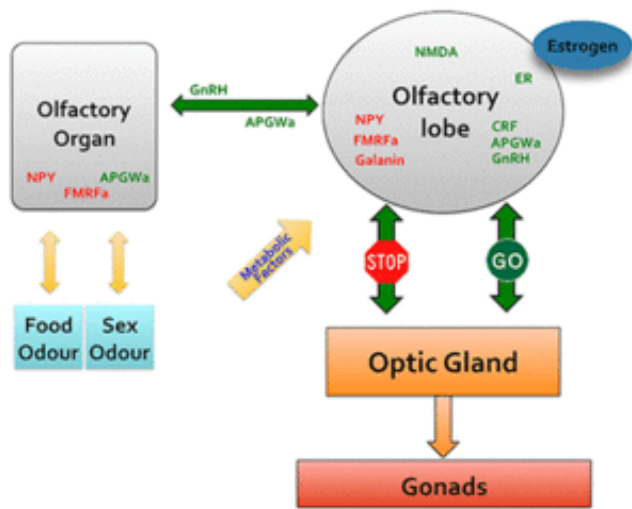 Olfactory
Organ
NPY
APGWa
FMRFa
GnRH
APGWa
NMDA
Estrogen
ER
Olfactory
lobe
NPY
FMRFa
Galanin
CRF
APGWa
GnRH
Metabolic
Factors
STOP
GO
Food
Odour
Sex
Odour
Optic Gland
Gonads